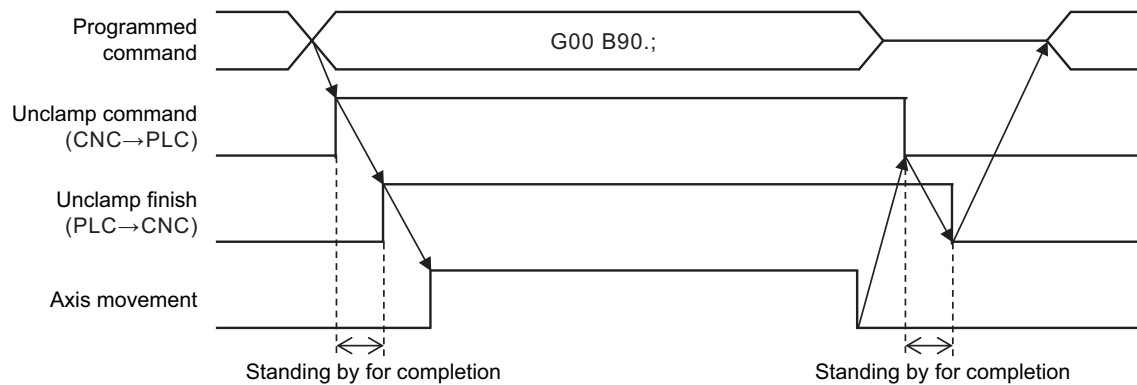 Programmed
command
G00 B90.;
Unclamp command
(CNC→PLC)
Unclamp finish
(PLC→CNC)
Axis movement
Standing by for completion
Standing by for completion